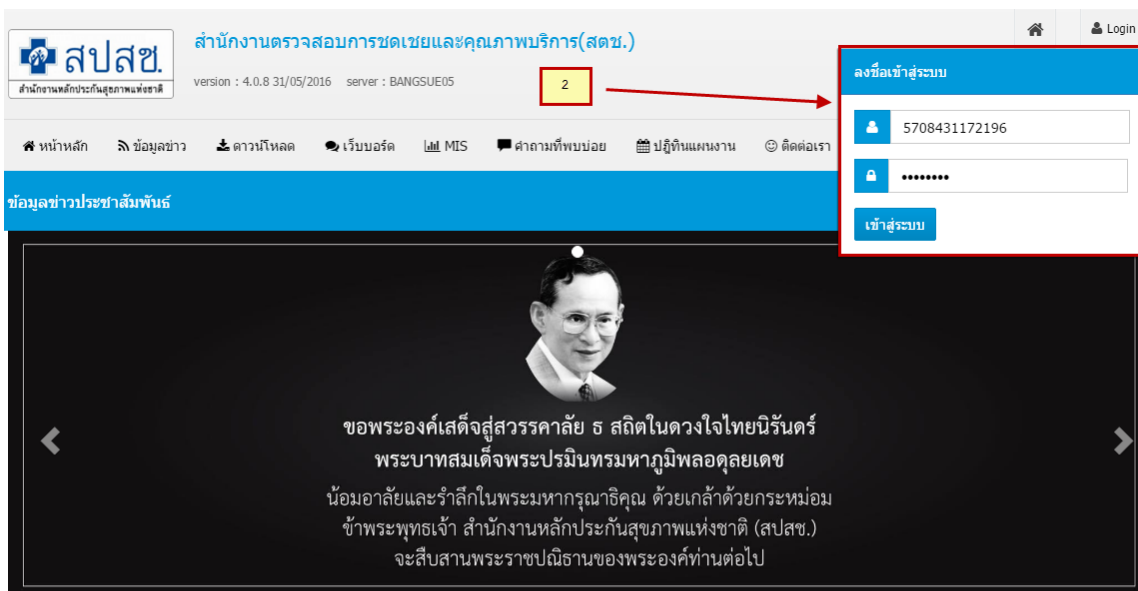 สปสช.
สำนักงานหลักประกันสุขภาพแห่งชาติ
สำนักงานตรวจสอบการชดเชยและคุณภาพบริการ(สตช.)
version : 4.0.8 31/05/2016 server : BANGSUE05
2
Login
ลงชื่อเข้าสู่ระบบ
5708431172196
••••••••
เข้าสู่ระบบ
หน้าหลัก ข้อมูลข่าว ดาวน์โหลด เว็บบอร์ด MIS คำถามที่พบบ่อย ปฏิทินแผนงาน ติดต่อเรา
ข้อมูลข่าวประชาสัมพันธ์
ขอพระองค์เสด็จสู่สวรรคาลัย ธ สถิตในดวงใจไทยนิรันดร์
พระบาทสมเด็จพระปรมินทรมหาภูมิพลอดุลยเดช
น้อมอาลัยและรำลึกในพระมหากรุณาธิคุณ ด้วยเกล้าด้วยกระหม่อม
ข้าพระพุทธเจ้า สำนักงานหลักประกันสุขภาพแห่งชาติ (สปสช.)
จะสืบสานพระราชปณิธานของพระองค์ท่านต่อไป